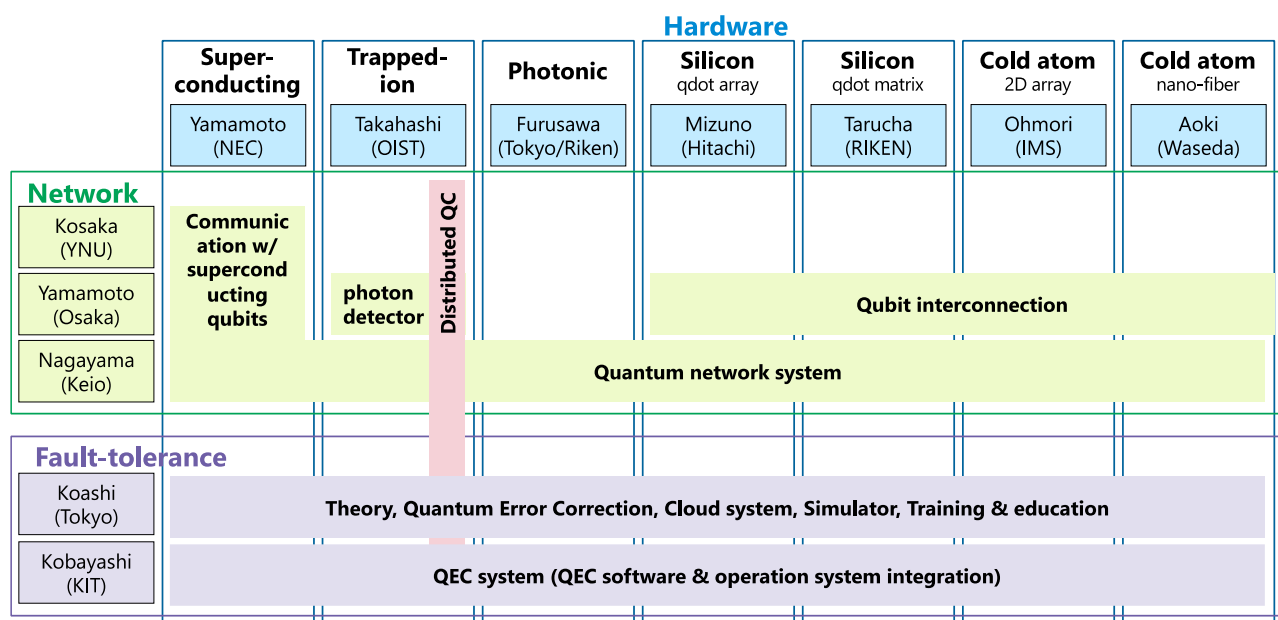 Hardware
Super-
conducting
Trapped-
ion
Photonic
Silicon
qdot array
Silicon
qdot matrix
Cold atom
2D array
Cold atom
nano-fiber
Yamamoto
(NEC)
Takahashi
(OIST)
Furusawa
(Tokyo/Riken)
Mizuno
(Hitachi)
Tarucha
(RIKEN)
Ohmori
(IMS)
Aoki
(Waseda)
Network
Kosaka
(YNU)
Communic
ation w/
supercond
ucting
qubits
Distributed QC
Yamamoto
(Osaka)
photon
detector
Qubit interconnection
Nagayama
(Keio)
Quantum network system
Fault-tolerance
Koashi
(Tokyo)
Theory, Quantum Error Correction, Cloud system, Simulator, Training & education
Kobayashi
(KIT)
QEC system (QEC software & operation system integration)